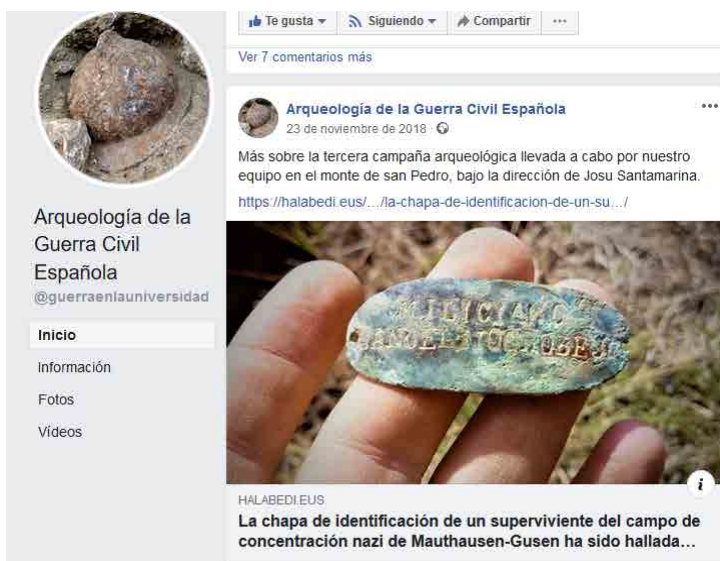 Te gusta Siguiendo Compartir ...
Ver 7 comentarios más
Arqueología de la Guerra Civil Española
23 de noviembre de 2018
Más sobre la tercera campaña arqueológica llevada a cabo por nuestro
equipo en el monte de san Pedro, bajo la dirección de Josu Santamarina.
https://halabedi.eus/.../la-chapa-de-identificacion-de-un-su.../
MILICIANO
HALABEDI.EUS
La chapa de identificación de un superviviente del campo de
concentración nazi de Mauthausen-Gusen ha sido hallada...
Arqueología de la
Guerra Civil
Española
@guerraenlauniversidad
Inicio
Información
Fotos
Vídeos